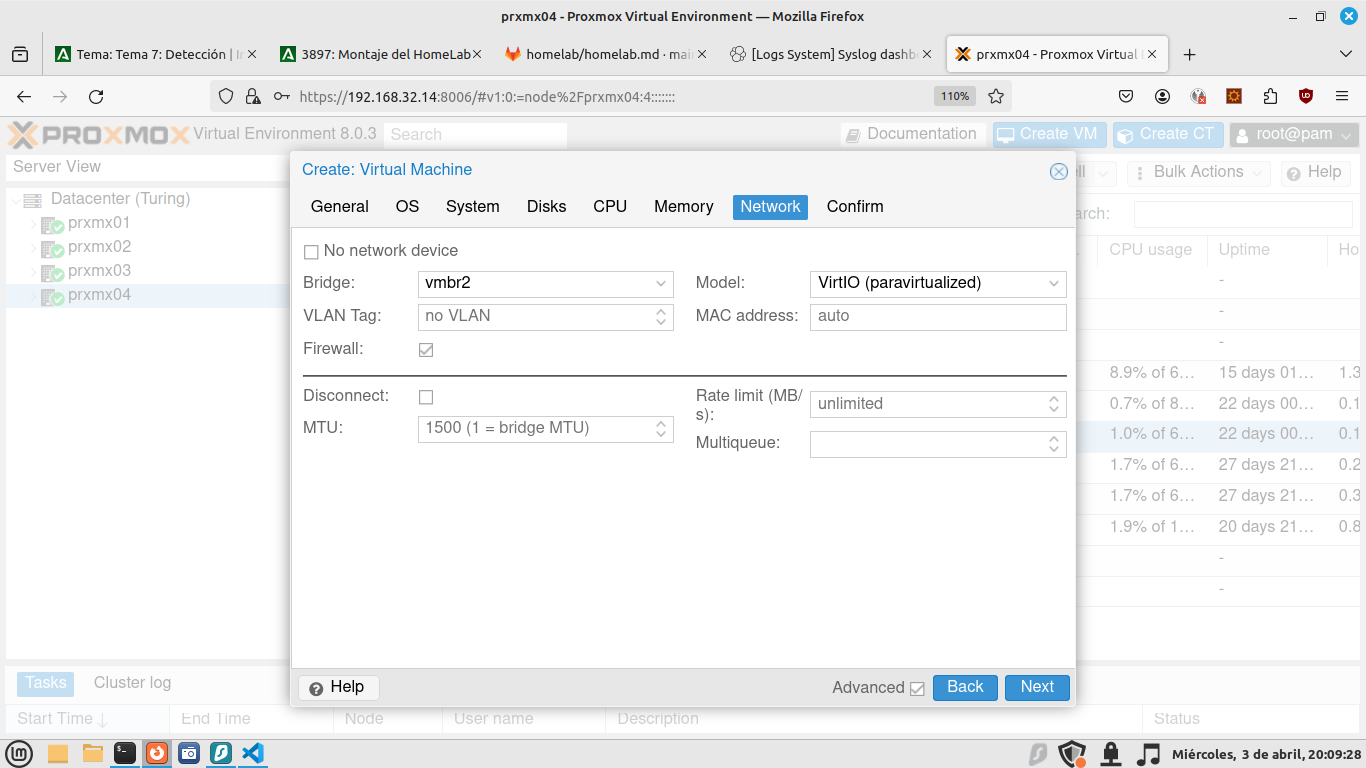 prxmx04 - Proxmox Virtual Environment — Mozilla Firefox
Tema: Tema 7: Detección | I
3897: Montaje del HomeLab
homelab/homelab.md · mai
[Logs System] Syslog dashb
prxmx04 - Proxmox Virtual
https://192.168.32.14:8006/#v1:0:=node%2Fprxmx04:4:::::::
110%
PROXMOX Virtual Environment 8.0.3
Search
Documentation
Create VM
Create CT
root@pam
Server View
Bulk Actions
Help
Datacenter (Turing)
prxmx01
prxmx02
prxmx03
prxmx04
arch:
CPU usage
Uptime
Ho
-
-
-
8.9% of 6... 15 days 01... 1.3
0.7% of 8... 22 days 00... 0.1
1.0% of 6... 22 days 00... 0.1
1.7% of 6... 27 days 21... 0.2
1.7% of 6... 27 days 21... 0.3
1.9% of 1... 20 days 21... 0.8
-
-
Create: Virtual Machine
General OS System Disks CPU Memory Network Confirm
No network device
Bridge: vmbr2
Model: VirtIO (paravirtualized)
VLAN Tag: no VLAN
MAC address: auto
Firewall:
Disconnect:
Rate limit (MB/
s): unlimited
MTU: 1500 (1 = bridge MTU)
Multiqueue:
Help
Advanced
Back
Next
Tasks
Cluster log
Start Time
End Time
Node
User name
Description
Status
Miércoles, 3 de abril, 20:09:28